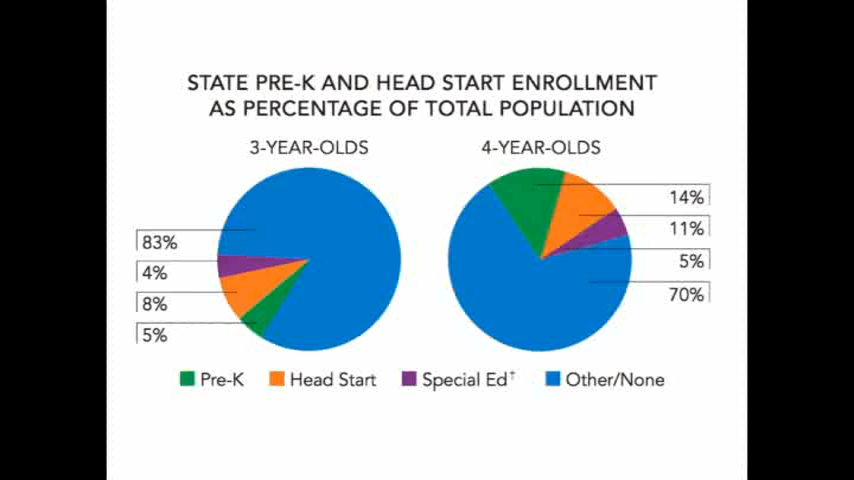 STATE PRE-K AND HEAD START ENROLLMENT
AS PERCENTAGE OF TOTAL POPULATION
3-YEAR-OLDS
83%
4%
8%
5%
4-YEAR-OLDS
14%
11%
5%
70%
Pre-K Head Start Special Ed† Other/None